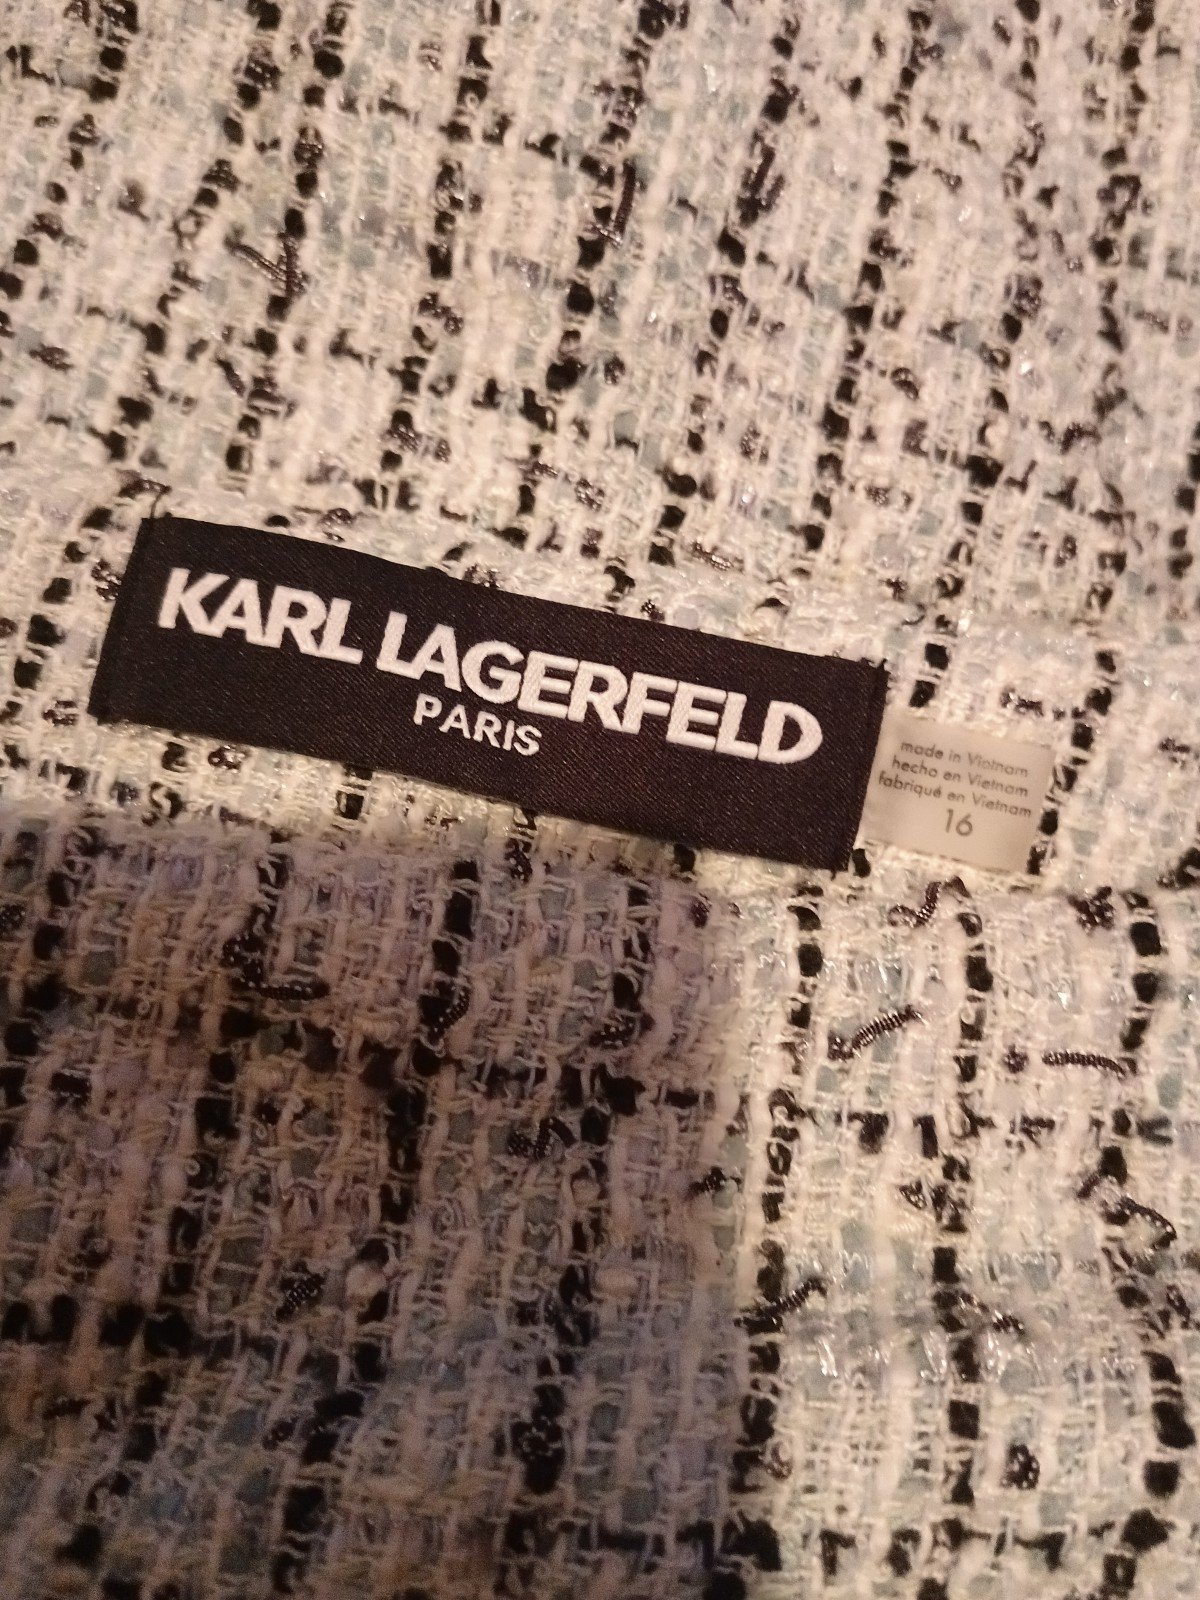 KARL LAGERFELD
PARIS
made in Vietnam
hecho en Vietnam
fabriqué en Vietnam
16